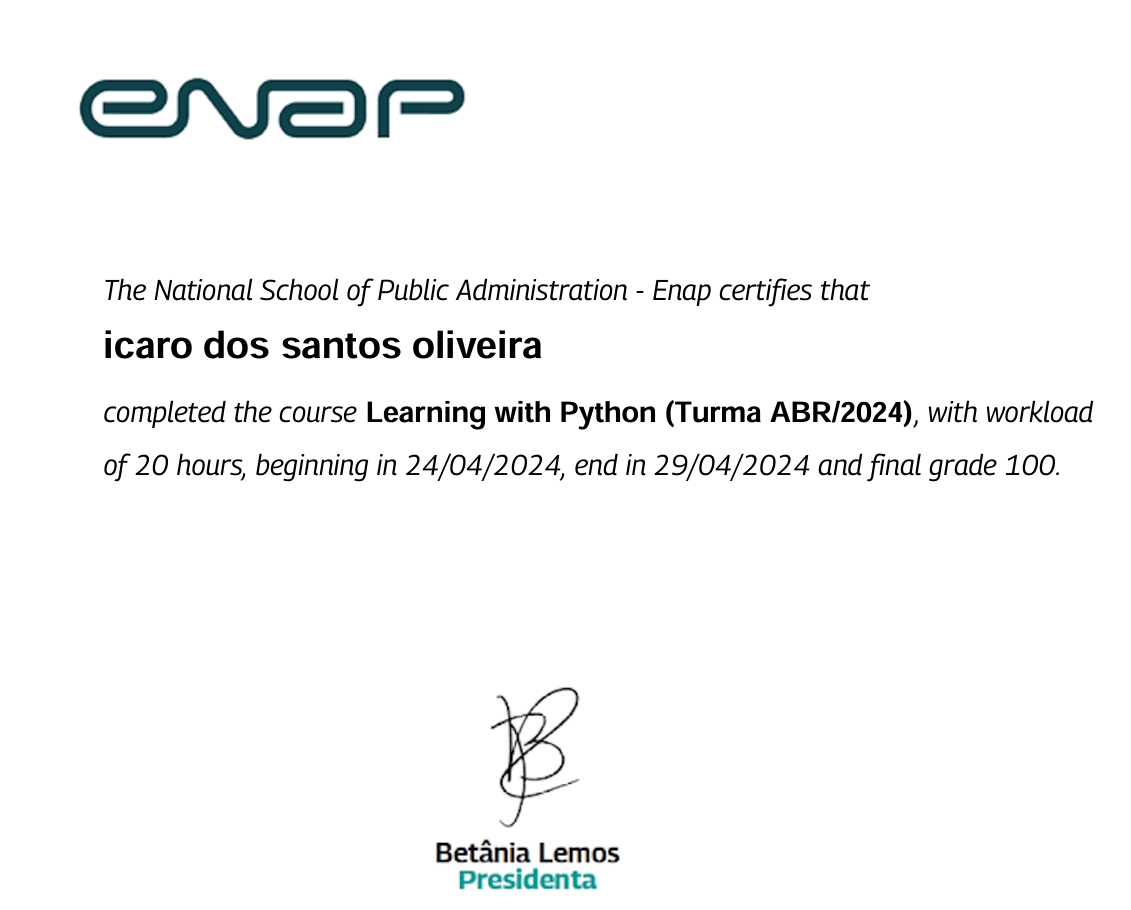 enap
The National School of Public Administration - Enap certifies that
icaro dos santos oliveira
completed the course Learning with Python (Turma ABR/2024), with workload
of 20 hours, beginning in 24/04/2024, end in 29/04/2024 and final grade 100.
Betânia Lemos
Presidenta